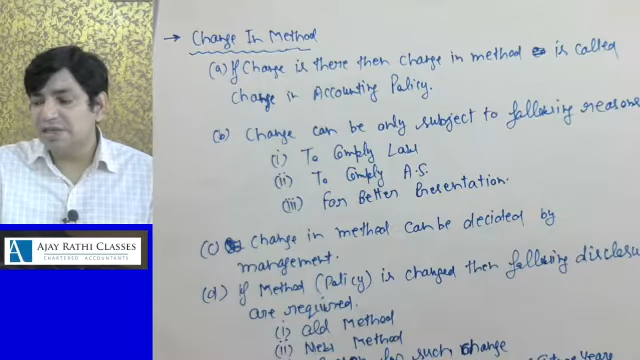 → Change In Method
(a) If Change is there then change in method is called
change in Accounting Policy.
(b) Change can be only subject to following reasons
(i) To Comply Law
(ii) To Comply A.S.
(iii) For Better Presentation.
(c) Change in method can be decided by
management.
(d) if Method (Policy) is changed then following disclosu
are required.
(i) old Method
(ii) New Method
for such change
AJAY RATHI CLASSES
CHARTERED ACCOUNTANTS